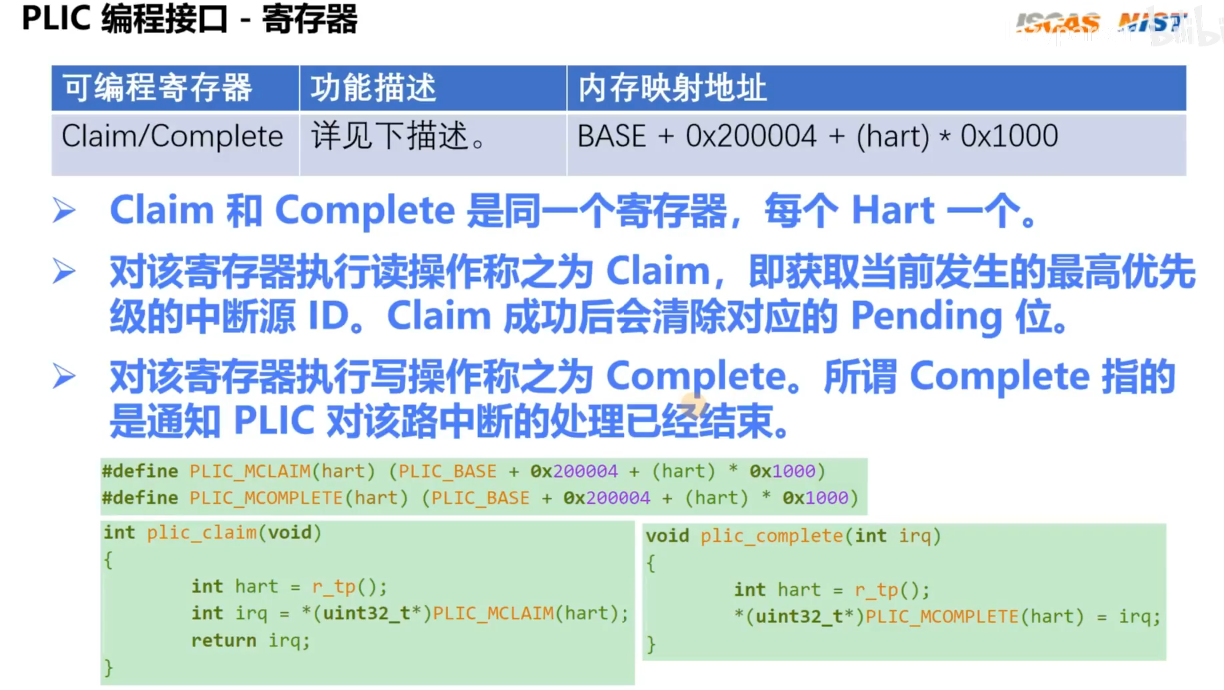 PLIC 编程接口 - 寄存器
ISCAS MIST
可编程寄存器 功能描述 内存映射地址
Claim/Complete 详见下描述。 BASE + 0x200004 + (hart) * 0x1000
➢ Claim 和 Complete 是同一个寄存器，每个 Hart 一个。
➢ 对该寄存器执行读操作称之为 Claim，即获取当前发生的最高优先
级的中断源 ID。Claim 成功后会清除对应的 Pending 位。
➢ 对该寄存器执行写操作称之为 Complete。所谓 Complete 指的
是通知 PLIC 对该路中断的处理已经结束。
#define PLIC_MCLAIM(hart) (PLIC_BASE + 0x200004 + (hart) * 0x1000)
#define PLIC_MCOMPLETE(hart) (PLIC_BASE + 0x200004 + (hart) * 0x1000)
int plic_claim(void)
{
int hart = r_tp();
int irq = *(uint32_t*)PLIC_MCLAIM(hart);
return irq;
}
void plic_complete(int irq)
{
int hart = r_tp();
*(uint32_t*)PLIC_MCOMPLETE(hart) = irq;
}